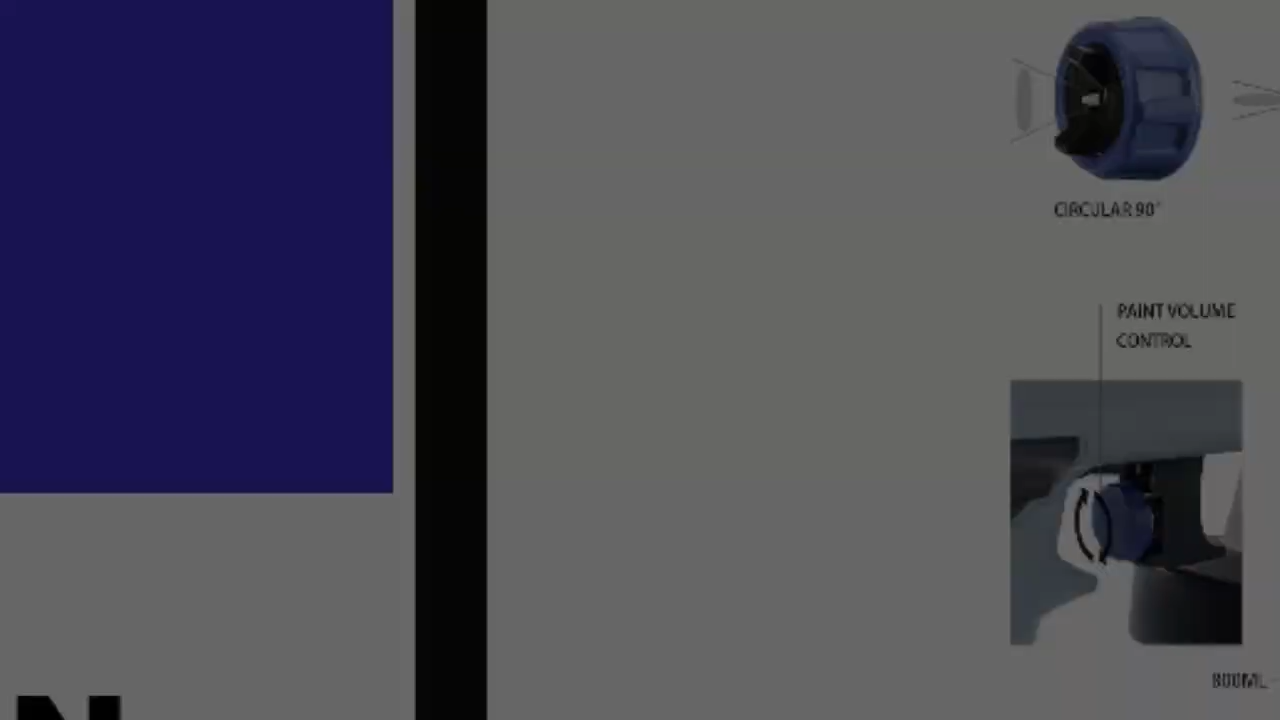 CIRCULAR 90°
PAINT VOLUME
CONTROL
800ML
N